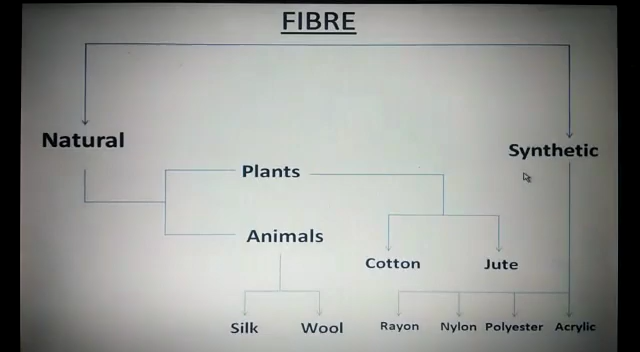 FIBRE
Natural
Synthetic
Plants
Animals
Cotton
Jute
Silk
Wool
Rayon
Nylon
Polyester
Acrylic